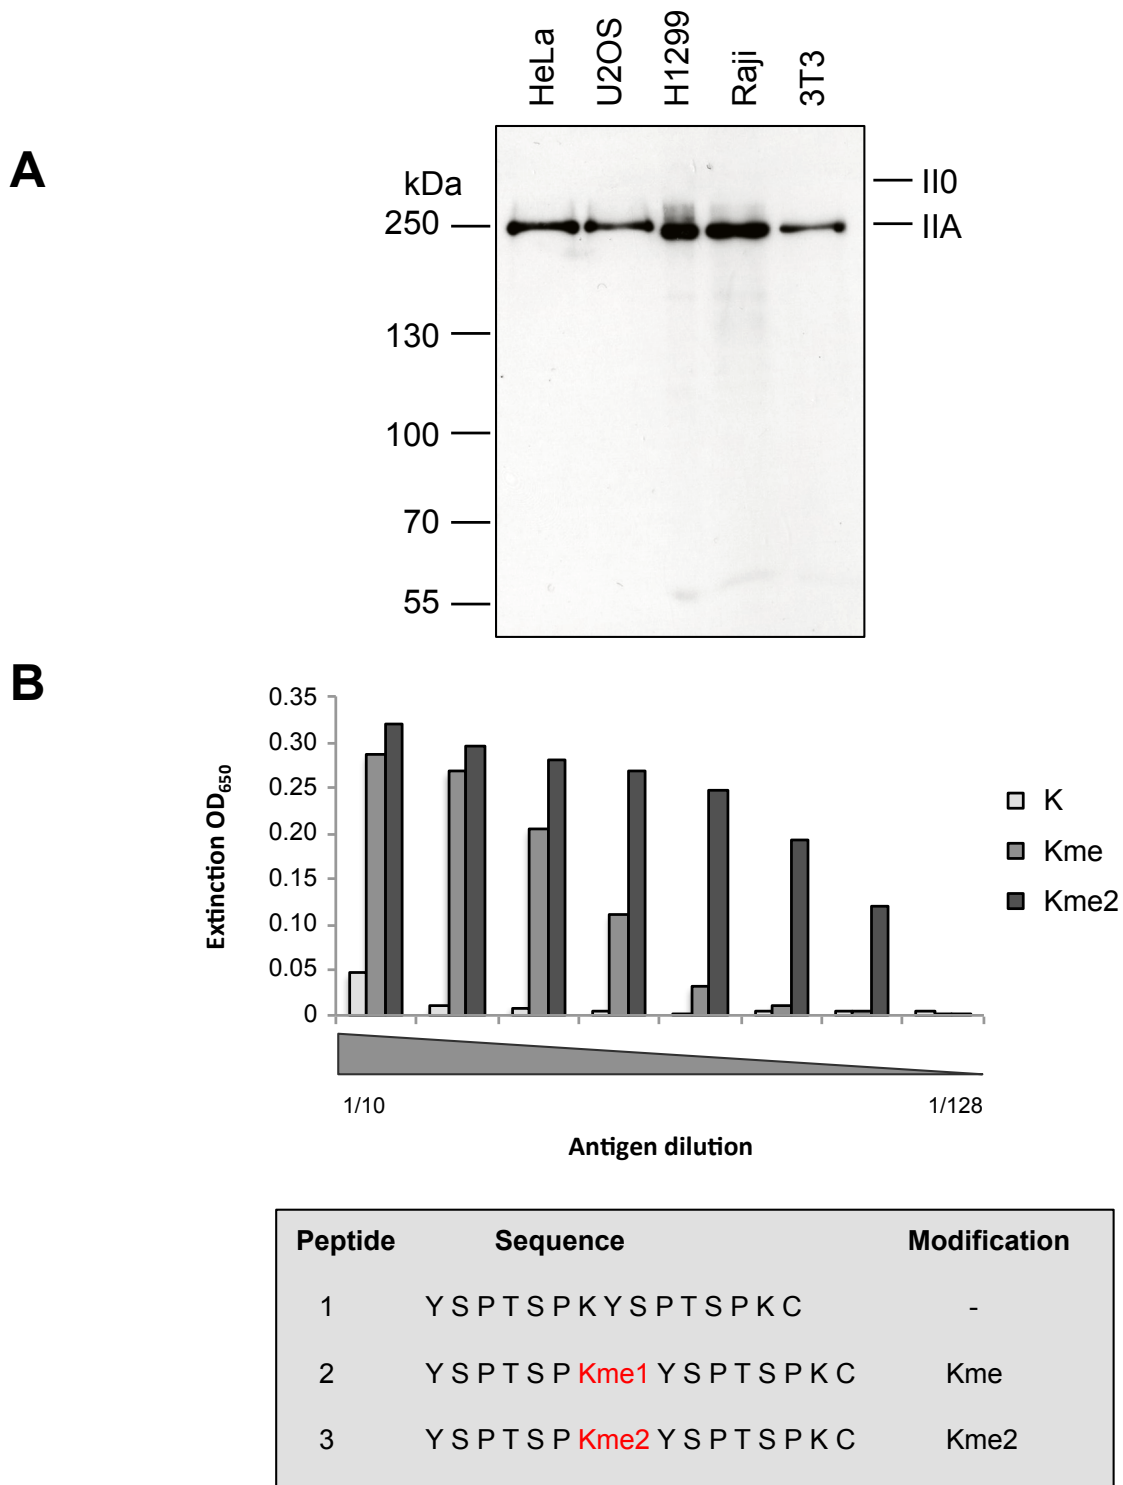 HeLa
U2OS
H1299
Raji
3T3
A
kDa
250
130
100
70
55
II0
IIA
B
Extinction OD650
0.35
0.30
0.25
0.20
0.15
0.10
0.05
0
K
Kme
Kme2
1/10
1/128
Antigen dilution
Peptide Sequence Modification
1 Y S P T S P K Y S P T S P K C -
2 Y S P T S P Kme1 Y S P T S P K C Kme
3 Y S P T S P Kme2 Y S P T S P K C Kme2